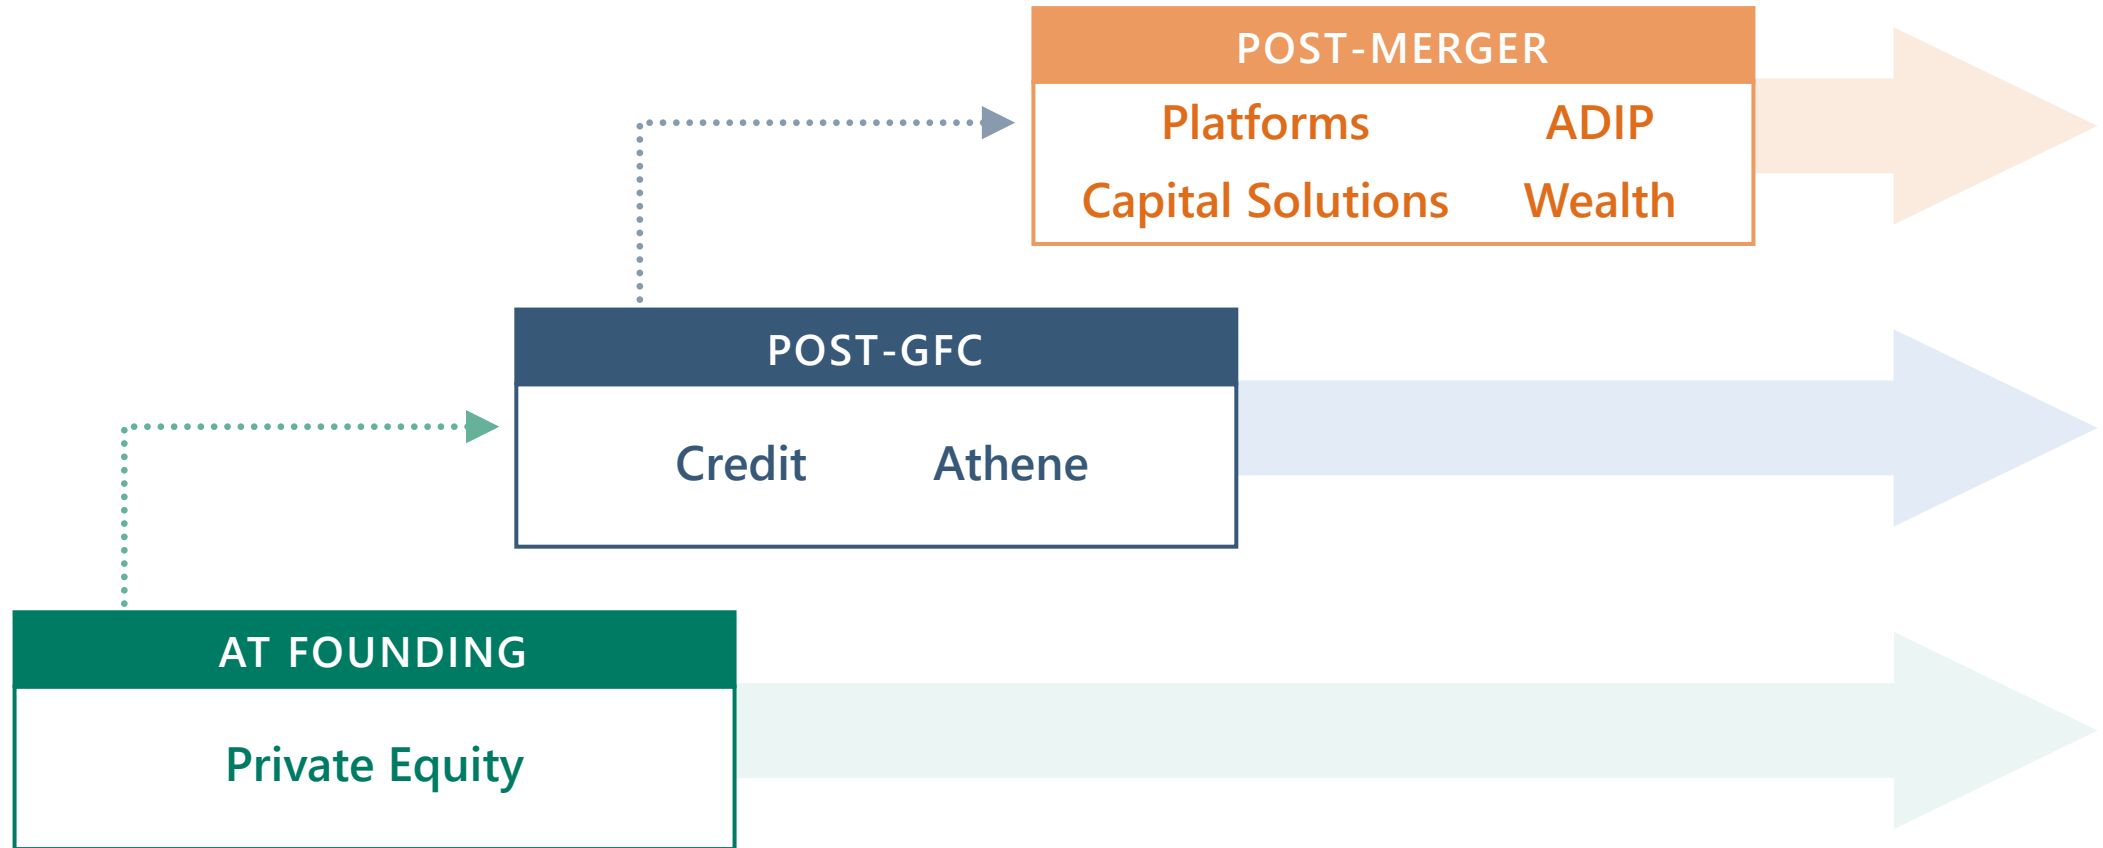 POST-MERGER
Platforms ADIP
Capital Solutions Wealth
POST-GFC
Credit Athene
AT FOUNDING
Private Equity